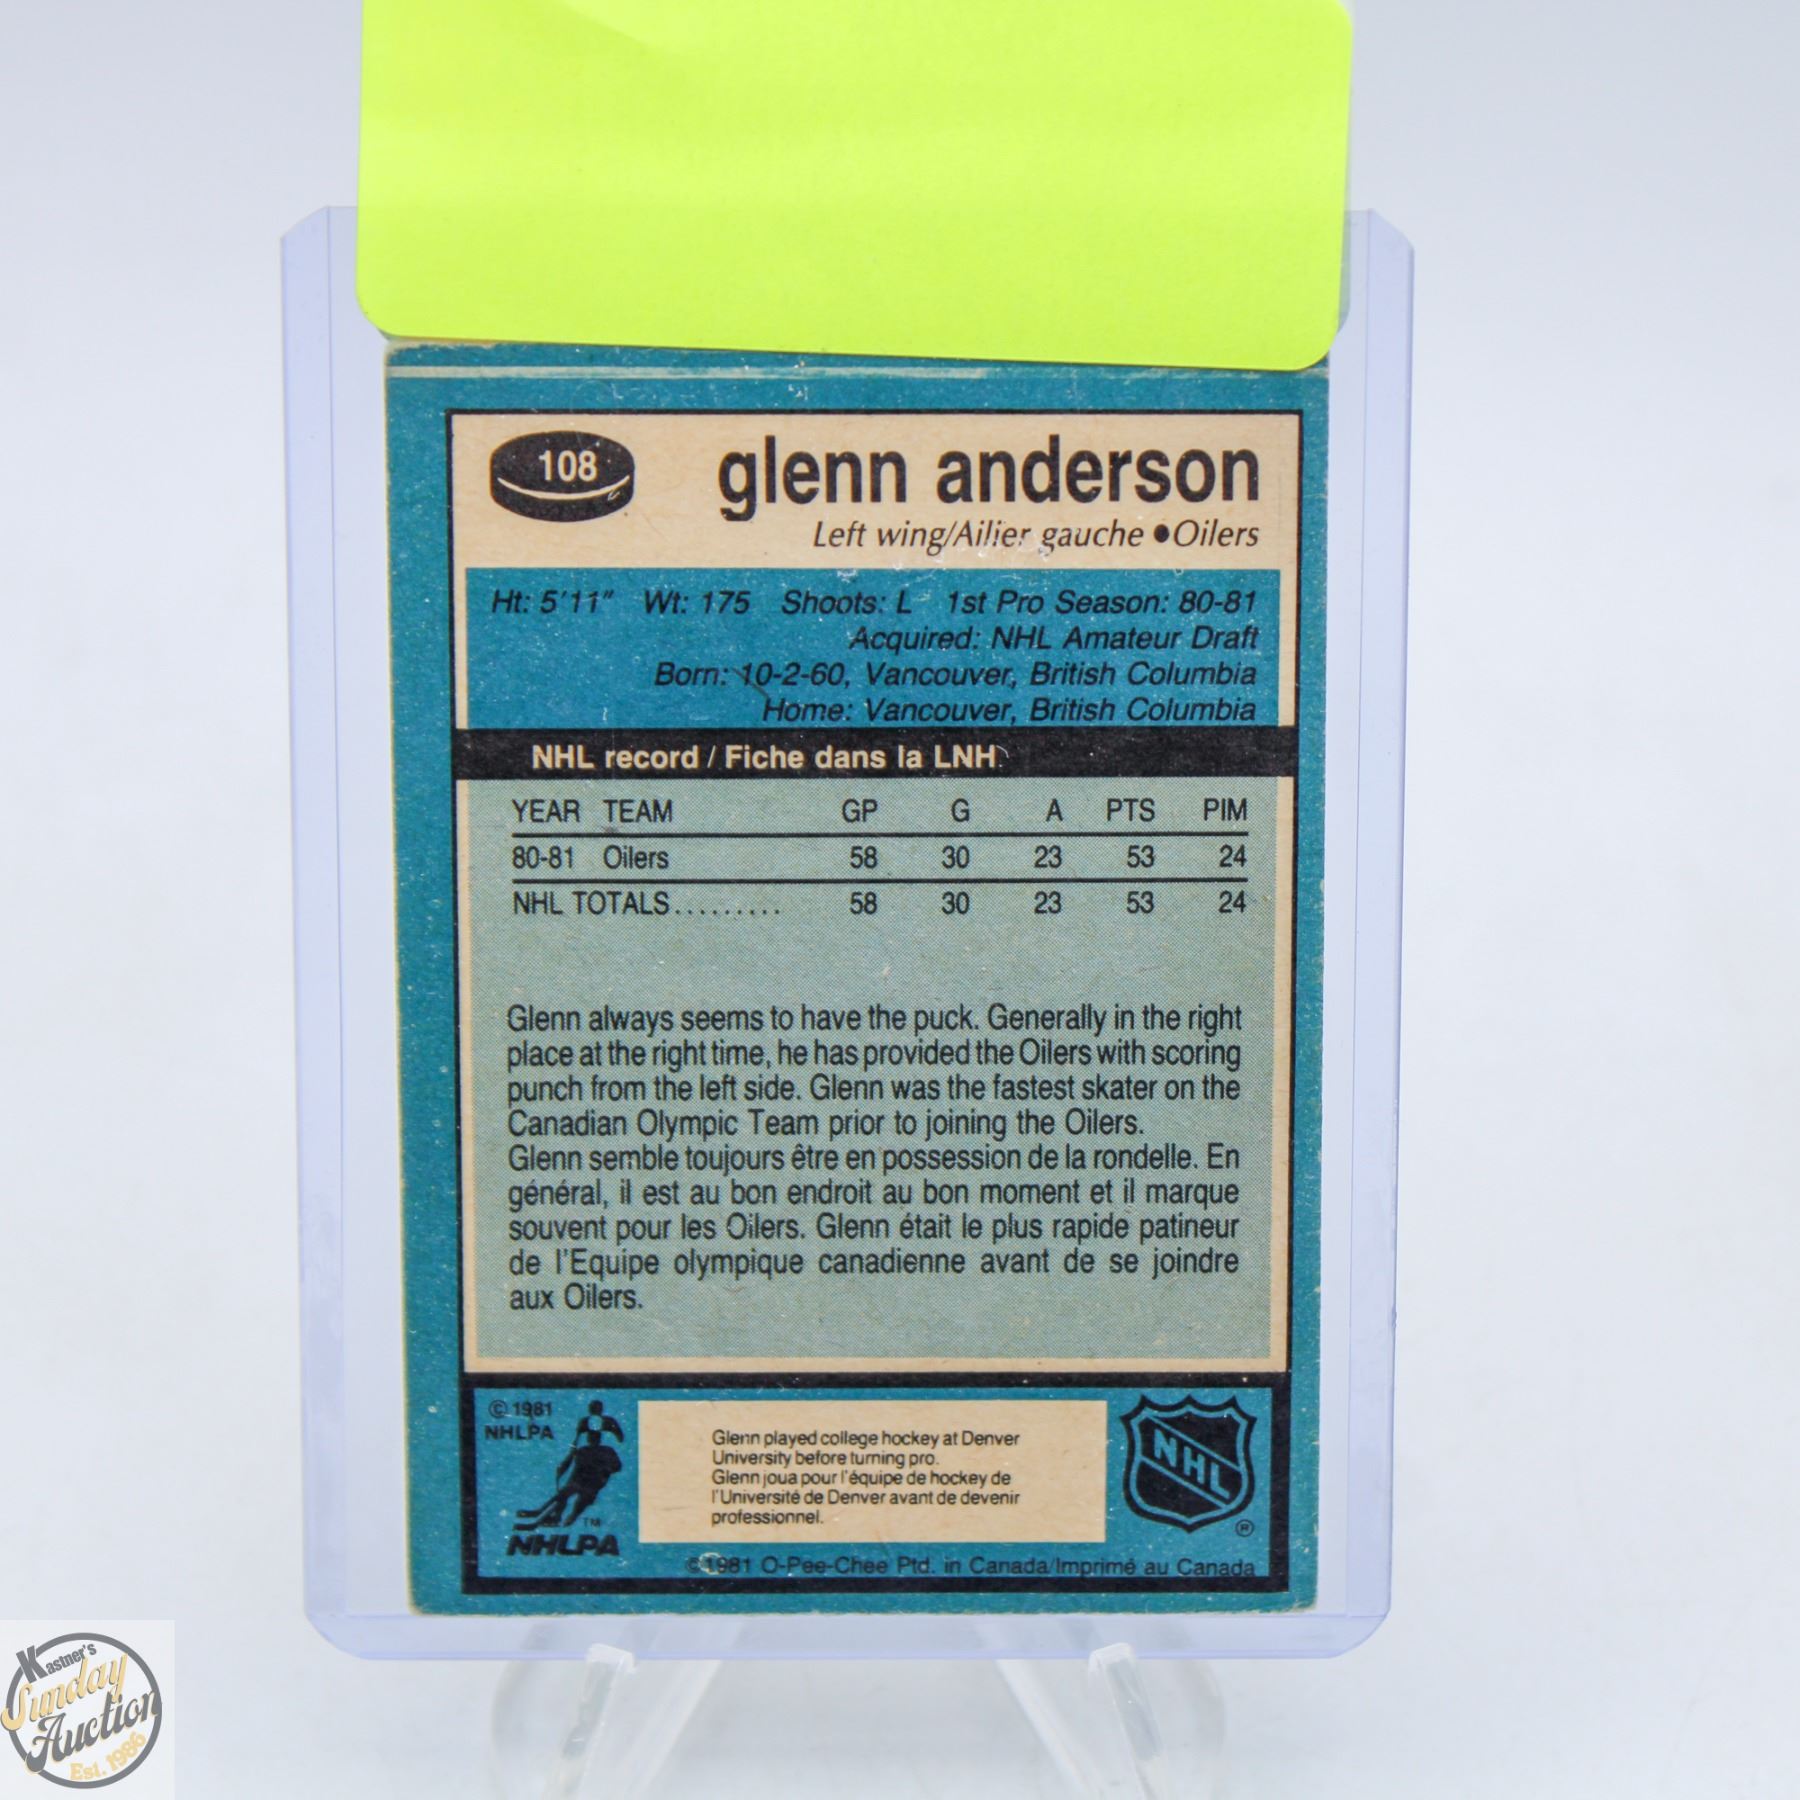 108
glenn anderson
Left wing/Ailier gauche ● Oilers
Ht: 5'11" Wt: 175 Shoots: L 1st Pro Season: 80-81
Acquired: NHL Amateur Draft
Born: 10-2-60, Vancouver, British Columbia
Home: Vancouver, British Columbia
NHL record / Fiche dans la LNH
YEAR TEAM GP G A PTS PIM
80-81 Oilers 58 30 23 53 24
NHL TOTALS......... 58 30 23 53 24
Glenn always seems to have the puck. Generally in the right
place at the right time, he has provided the Oilers with scoring
punch from the left side. Glenn was the fastest skater on the
Canadian Olympic Team prior to joining the Oilers.
Glenn semble toujours être en possession de la rondelle. En
général, il est au bon endroit au bon moment et il marque
souvent pour les Oilers. Glenn était le plus rapide patineur
de l'Equipe olympique canadienne avant de se joindre
aux Oilers.
© 1981
NHLPA
TM
NHLPA
Glenn played college hockey at Denver
University before turning pro.
Glenn joua pour l'équipe de hockey de
l'Université de Denver avant de devenir
professionnel.
NHL
®
© 1981 O-Pee-Chee Ptd. in Canada/Imprimé au Canada
Kastner's
Sunday
Auction
Est. 1986